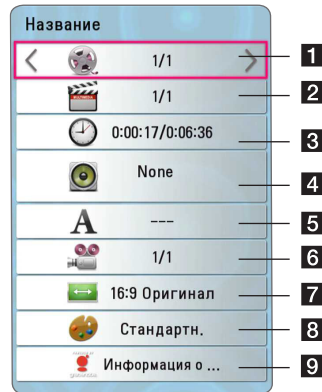 Название
1/1 1
1/1 2
0:00:17/0:06:36 3
None 4
A --- 5
1/1 6
16:9 Оригинал 7
Стандартн. 8
Информация о ... 9